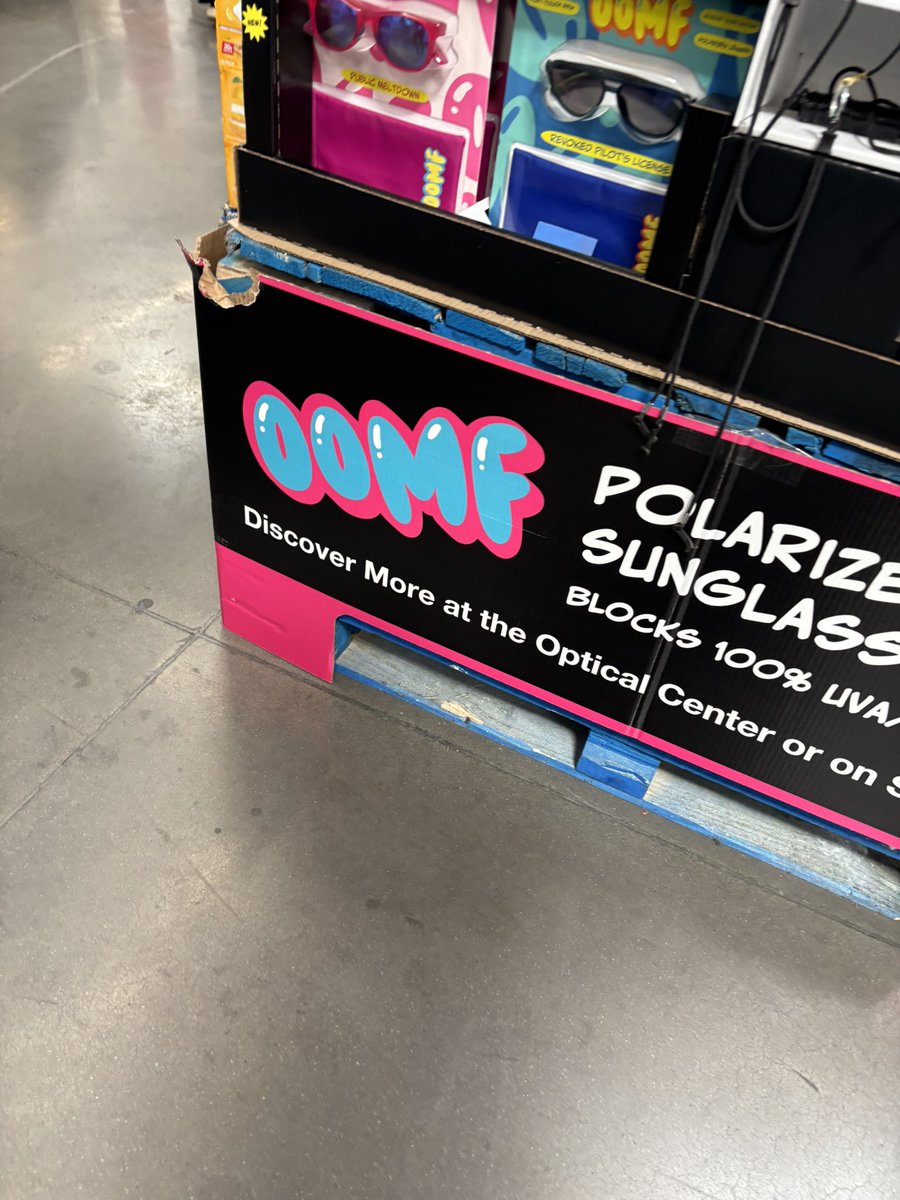 NEW!
OOMF
PUBLIC MELTDOWN
REVOKED PILOT'S LICENSE
OOMF
OOMF
OOMF
POLARIZE
SUNGLASS
BLOCKS 100% UVA/
Discover More at the Optical Center or on S